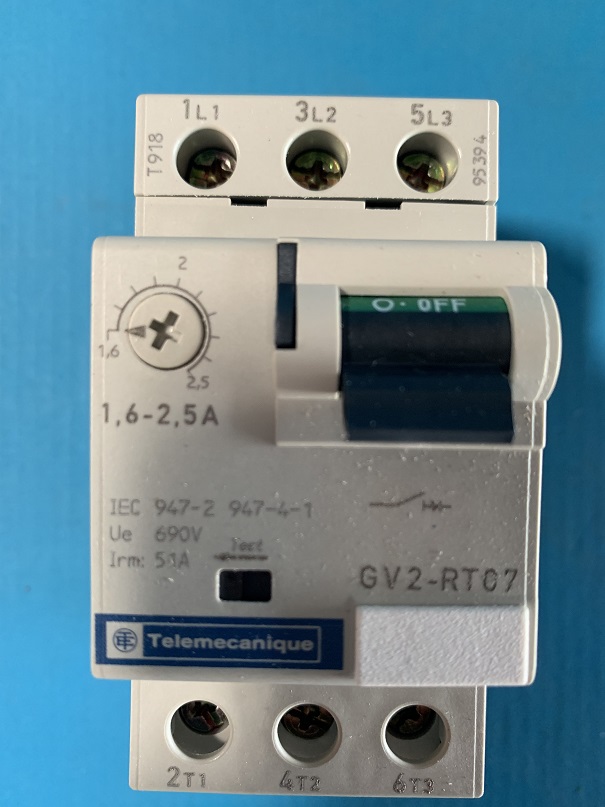 1L1 3L2 5L3
T918
95394
O·OFF
2
1,6
2,5
1,6-2,5A
IEC 947-2 947-4-1
Ue 690V
Test
Irm: 51A
GV2-RT07
TE Telemecanique
2T1 4T2 6T3